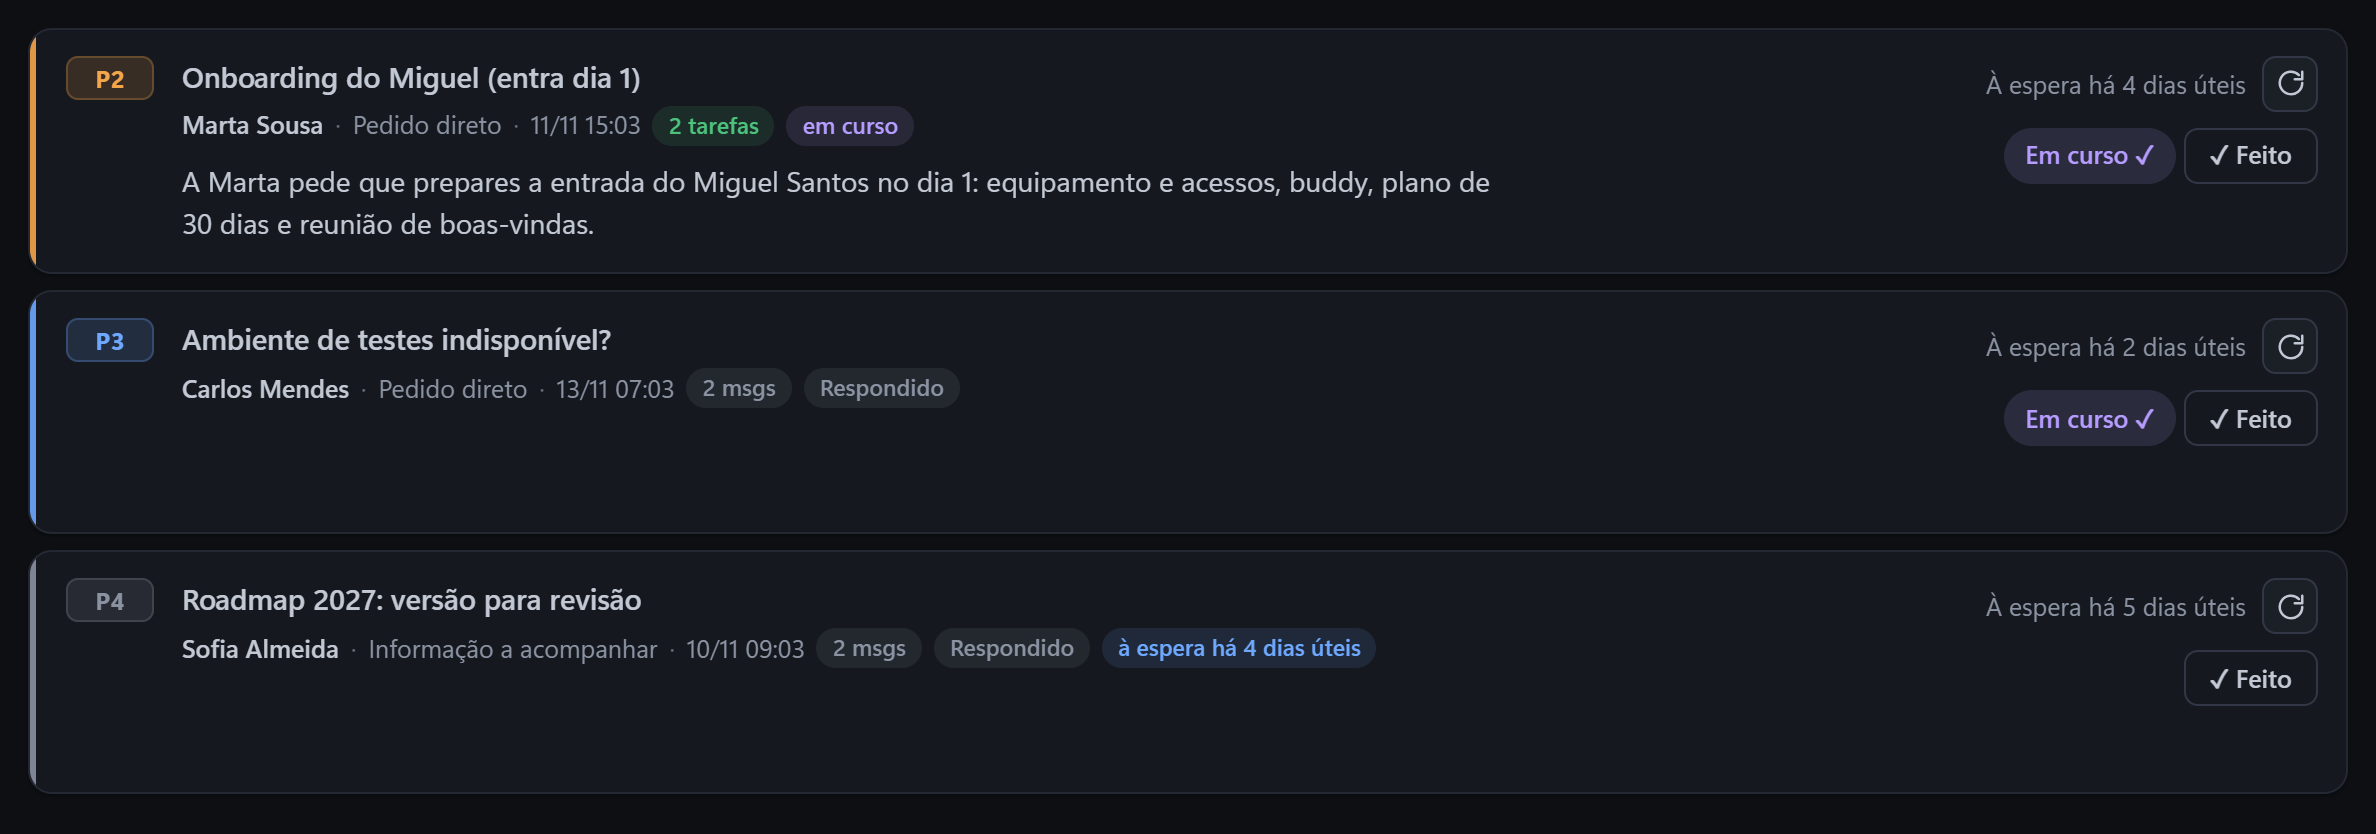 P2 Onboarding do Miguel (entra dia 1) À espera há 4 dias úteis
Marta Sousa · Pedido direto · 11/11 15:03 2 tarefas em curso
Em curso ✓ ✓ Feito
A Marta pede que prepares a entrada do Miguel Santos no dia 1: equipamento e acessos, buddy, plano de
30 dias e reunião de boas-vindas.
P3 Ambiente de testes indisponível? À espera há 2 dias úteis
Carlos Mendes · Pedido direto · 13/11 07:03 2 msgs Respondido
Em curso ✓ ✓ Feito
P4 Roadmap 2027: versão para revisão À espera há 5 dias úteis
Sofia Almeida · Informação a acompanhar · 10/11 09:03 2 msgs Respondido à espera há 4 dias úteis
✓ Feito